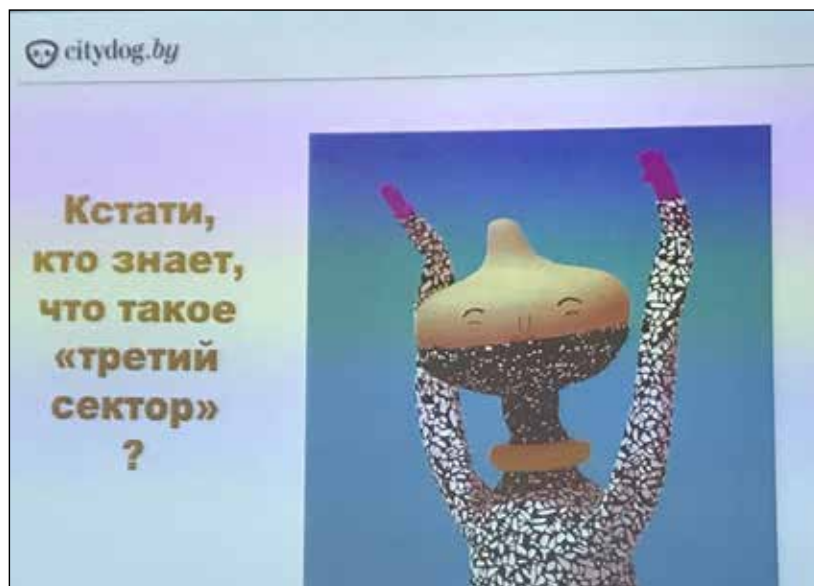 citydog.by
Кстати,
кто знает,
что такое
«третий
сектор»
?